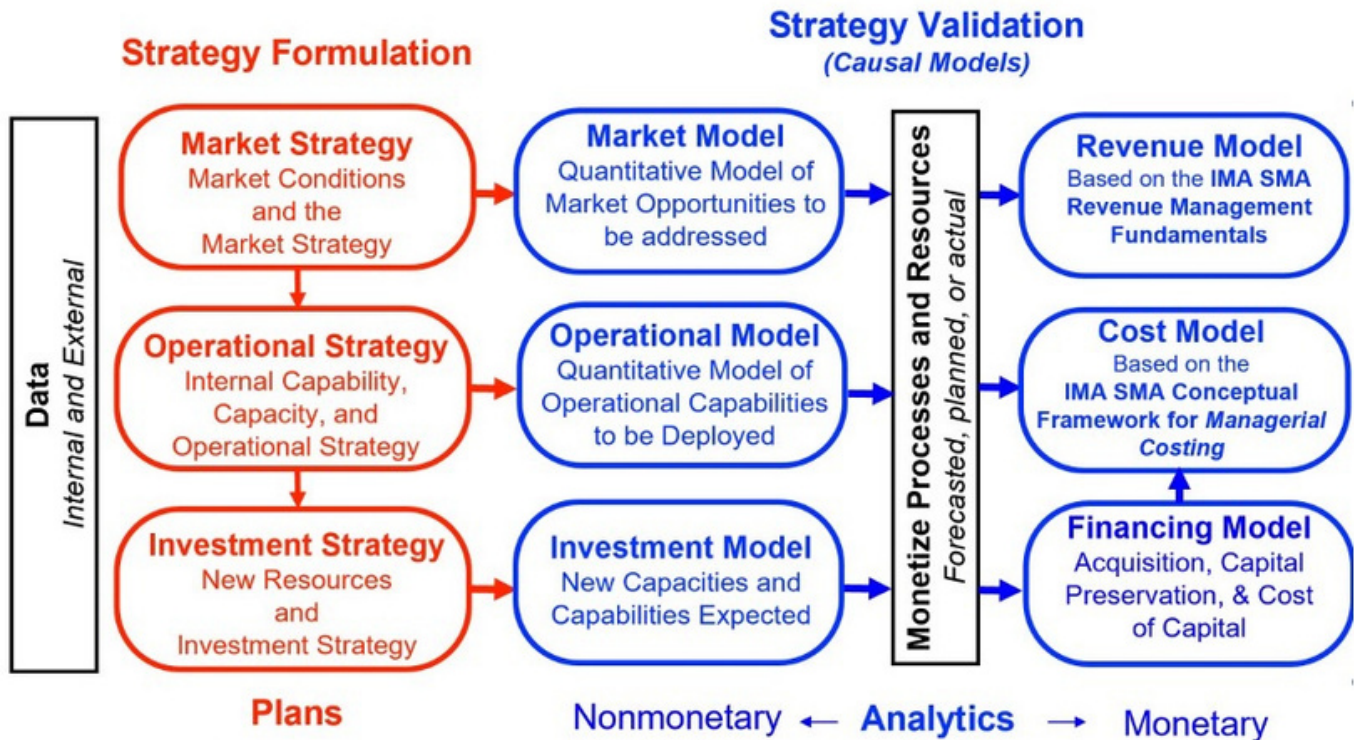 Strategy Formulation
Strategy Validation
(Causal Models)
Data
Internal and External
Market Strategy
Market Conditions
and the
Market Strategy
Market Model
Quantitative Model of
Market Opportunities to
be addressed
Monetize Processes and Resources
Forecasted, planned, or actual
Revenue Model
Based on the IMA SMA
Revenue Management
Fundamentals
Operational Strategy
Internal Capability,
Capacity, and
Operational Strategy
Operational Model
Quantitative Model of
Operational Capabilities
to be Deployed
Cost Model
Based on the
IMA SMA Conceptual
Framework for Managerial
Costing
Investment Strategy
New Resources
and
Investment Strategy
Investment Model
New Capacities and
Capabilities Expected
Financing Model
Acquisition, Capital
Preservation, & Cost
of Capital
Plans
Nonmonetary ← Analytics → Monetary